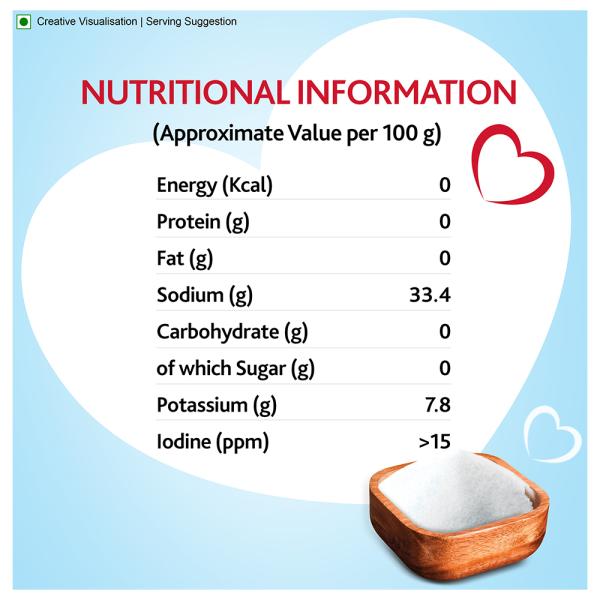 Creative Visualisation | Serving Suggestion
NUTRITIONAL INFORMATION
(Approximate Value per 100 g)
Energy (Kcal) 0
Protein (g) 0
Fat (g) 0
Sodium (g) 33.4
Carbohydrate (g) 0
of which Sugar (g) 0
Potassium (g) 7.8
Iodine (ppm) >15